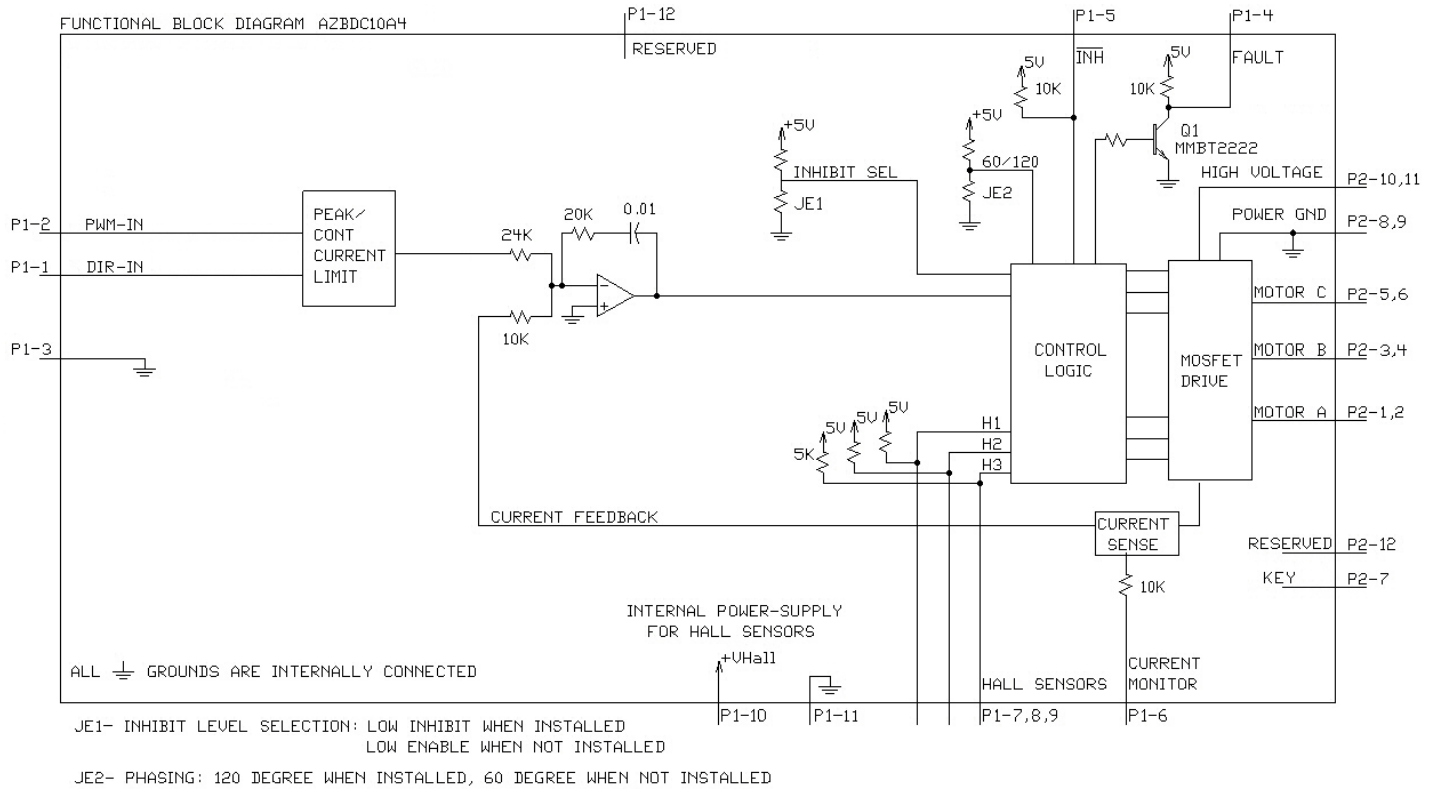 FUNCTIONAL BLOCK DIAGRAM AZBDC10A4
P1-12
RESERVED
P1-5
INH
P1-4
FAULT
5V
10K
5V
10K
Q1
MMBT2222
+5V
INHIBIT SEL
JE1
+5V
60/120
JE2
HIGH VOLTAGE
P2-10,11
POWER GND
P2-8,9
P1-2
PWM-IN
P1-1
DIR-IN
PEAK/
CONT
CURRENT
LIMIT
24K
20K
0.01
-
+
10K
P1-3
CONTROL
LOGIC
MOSFET
DRIVE
MOTOR C
P2-5,6
MOTOR B
P2-3,4
MOTOR A
P2-1,2
5V
5V
5V
5K
H1
H2
H3
CURRENT FEEDBACK
CURRENT
SENSE
10K
RESERVED
P2-12
KEY
P2-7
INTERNAL POWER-SUPPLY
FOR HALL SENSORS
+VHall
ALL GROUNDS ARE INTERNALLY CONNECTED
HALL SENSORS
CURRENT
MONITOR
P1-10
P1-11
P1-7,8,9
P1-6
JE1- INHIBIT LEVEL SELECTION: LOW INHIBIT WHEN INSTALLED
LOW ENABLE WHEN NOT INSTALLED
JE2- PHASING: 120 DEGREE WHEN INSTALLED, 60 DEGREE WHEN NOT INSTALLED